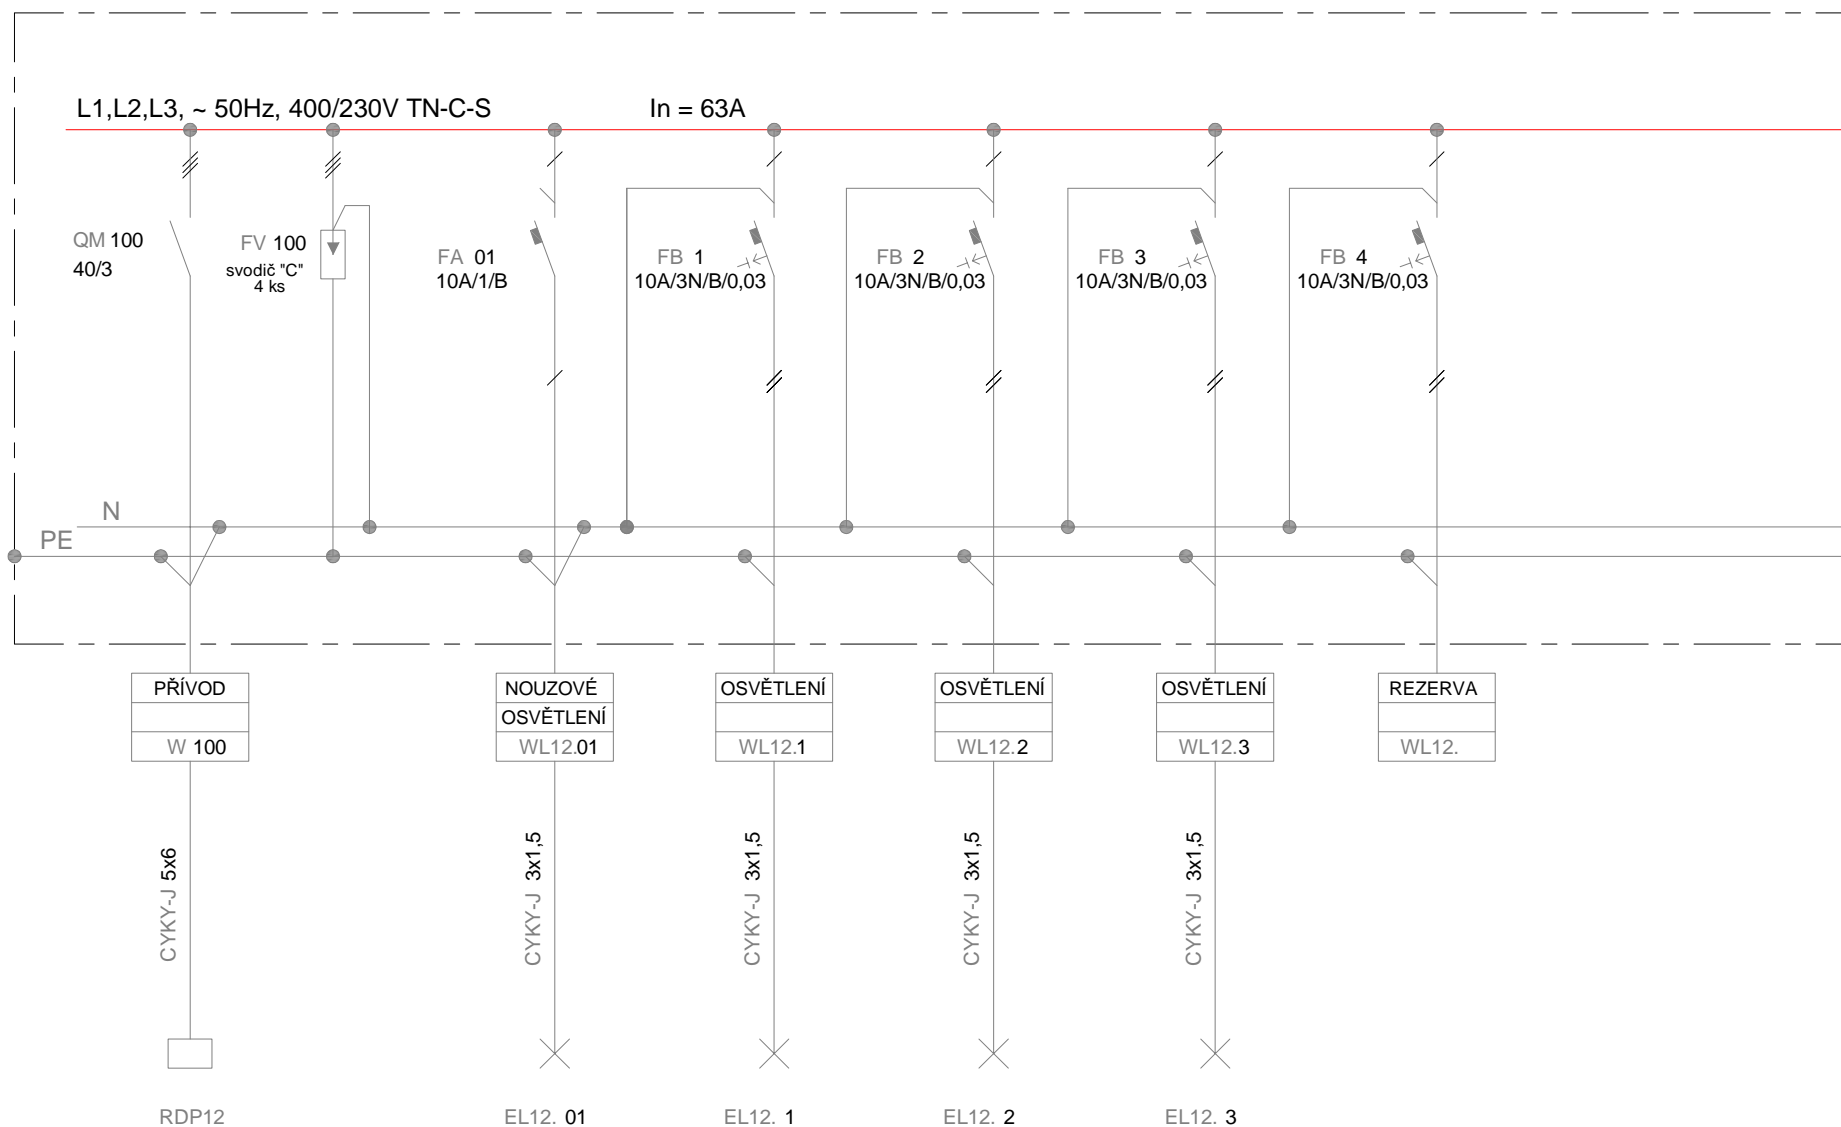 L1,L2,L3, ~ 50Hz, 400/230V TN-C-S
In = 63A
QM 100
40/3
FV 100
svodič "C"
4 ks
FA 01
10A/1/B
FB 1
10A/3N/B/0,03
FB 2
10A/3N/B/0,03
FB 3
10A/3N/B/0,03
FB 4
10A/3N/B/0,03
N
PE
PŘÍVOD
W 100
NOUZOVÉ
OSVĚTLENÍ
WL12.01
OSVĚTLENÍ
WL12.1
OSVĚTLENÍ
WL12.2
OSVĚTLENÍ
WL12.3
REZERVA
WL12.
CYKY-J 5x6
CYKY-J 3x1,5
CYKY-J 3x1,5
CYKY-J 3x1,5
CYKY-J 3x1,5
RDP12
EL12. 01
EL12. 1
EL12. 2
EL12. 3